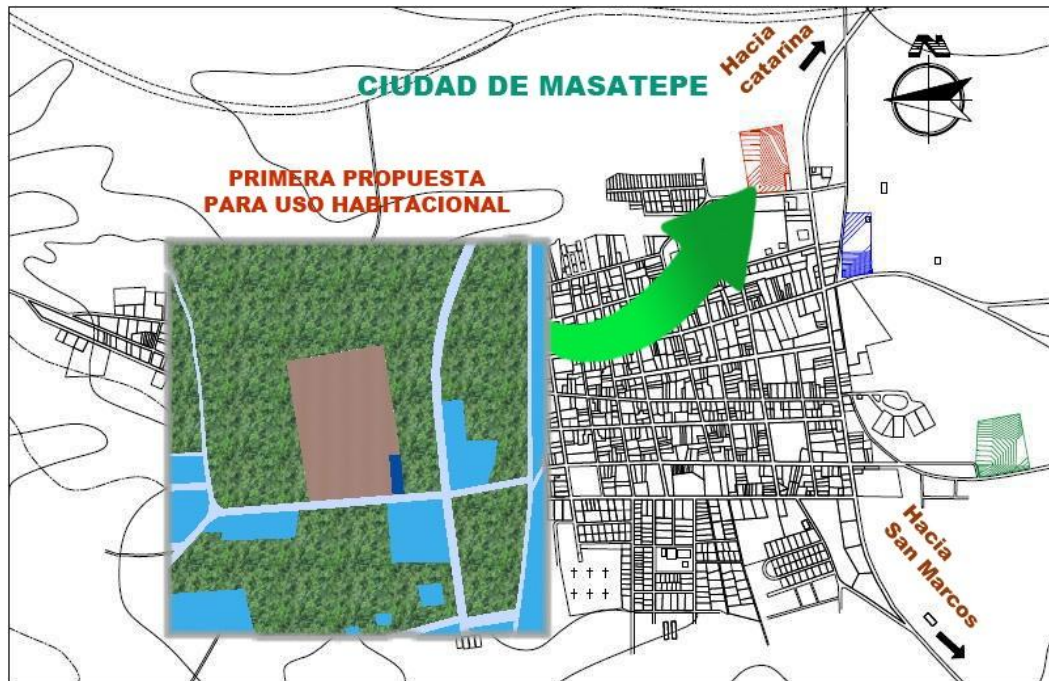 Hacia
catarina
CIUDAD DE MASATEPE
N
PRIMERA PROPUESTA
PARA USO HABITACIONAL
Hacia
San Marcos